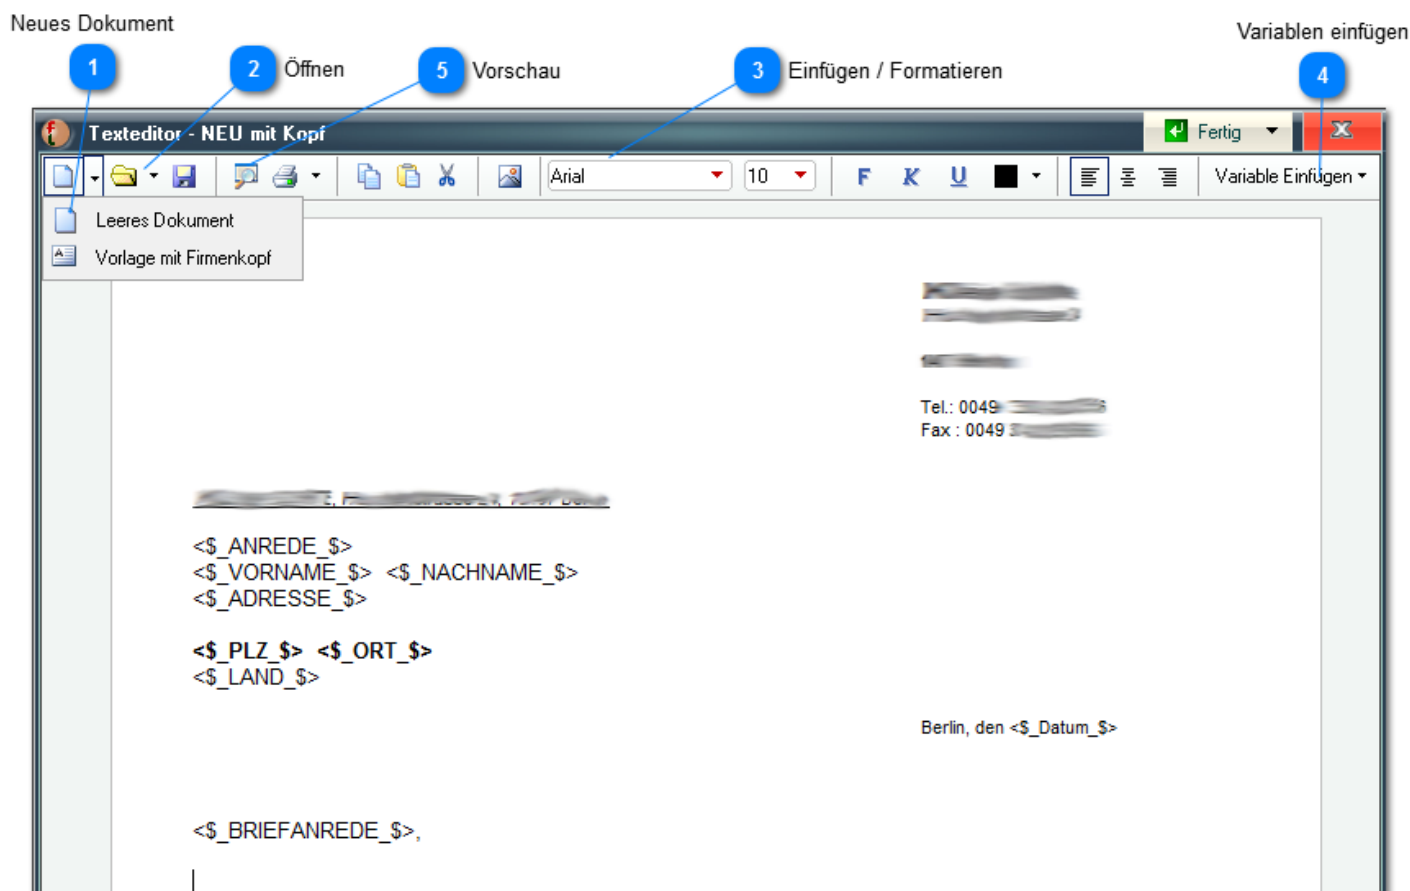 Neues Dokument
Variablen einfügen
1
2 Öffnen
5 Vorschau
3 Einfügen / Formatieren
4
Texteditor - NEU mit Kopf
Fertig
Arial
10
F K U
Variable Einfügen
Leeres Dokument
Vorlage mit Firmenkopf
Tel.: 0049
Fax : 0049
<$_ANREDE_$>
<$_VORNAME_$> <$_NACHNAME_$>
<$_ADRESSE_$>
<$_PLZ_$> <$_ORT_$>
<$_LAND_$>
Berlin, den <$_Datum_$>
<$_BRIEFANREDE_$>,